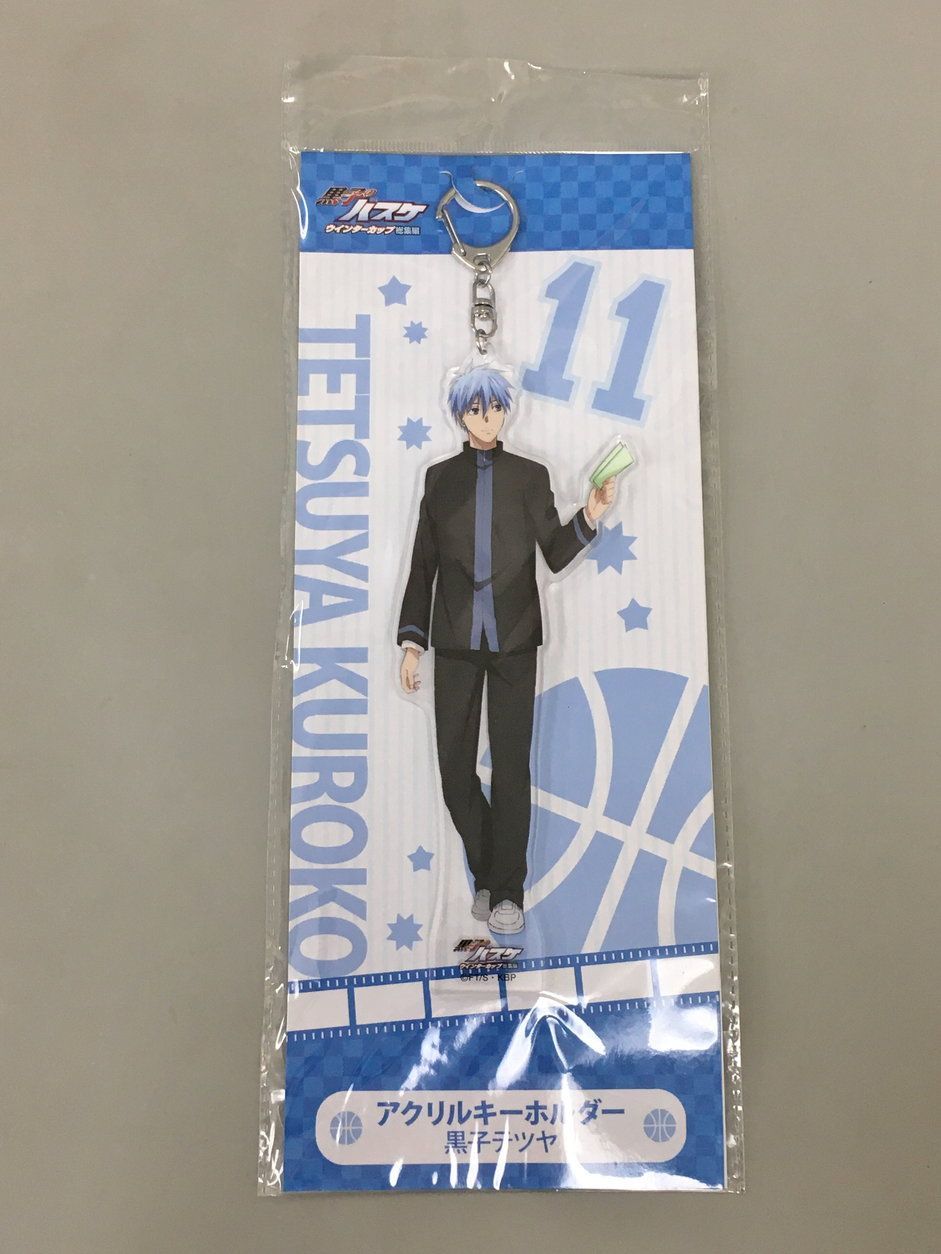 黒子の
バスケ
ウインターカップ総集編
11
TETSUYA KUROKO
黒子の
バスケ
ウインターカップ総集編
©FT/S・KBP
アクリルキーホルダー
黒子テツヤ